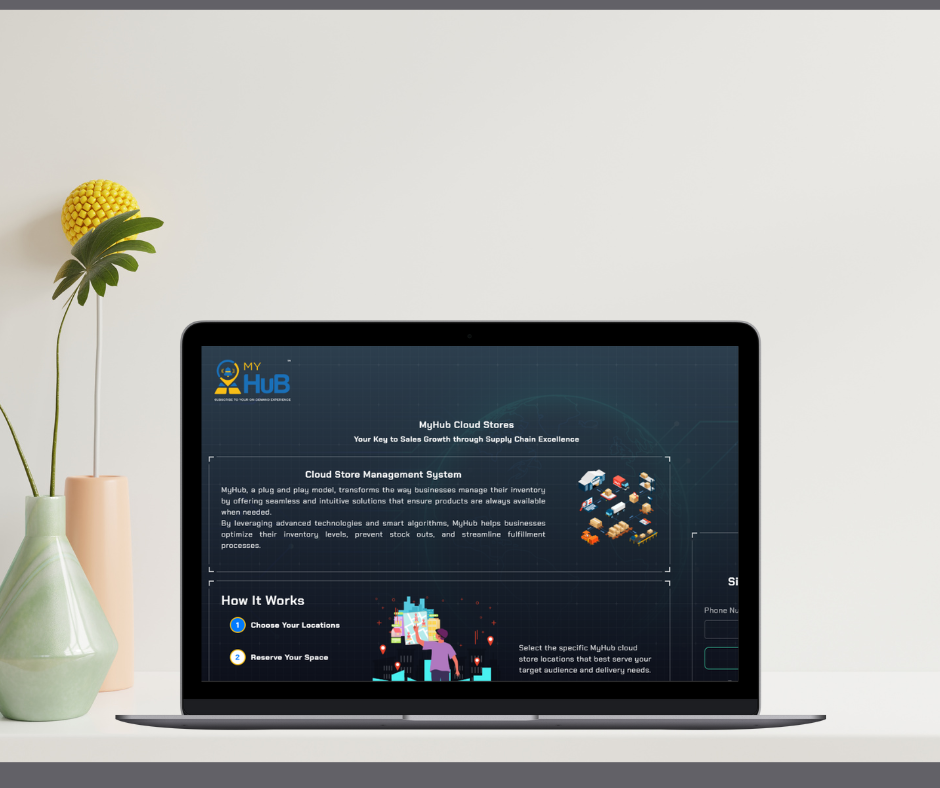 MY
HuB
SUBSCRIBE TO YOUR ON-DEMAND EXPERIENCE
MyHub Cloud Stores
Your Key to Sales Growth through Supply Chain Excellence
Cloud Store Management System
MyHub, a plug and play model, transforms the way businesses manage their inventory
by offering seamless and intuitive solutions that ensure products are always available
when needed.
By leveraging advanced technologies and smart algorithms, MyHub helps businesses
optimize their inventory levels, prevent stock outs, and streamline fulfillment
processes.
How It Works
1 Choose Your Locations
2 Reserve Your Space
Select the specific MyHub cloud
store locations that best serve your
target audience and delivery needs.
Si
Phone Nu